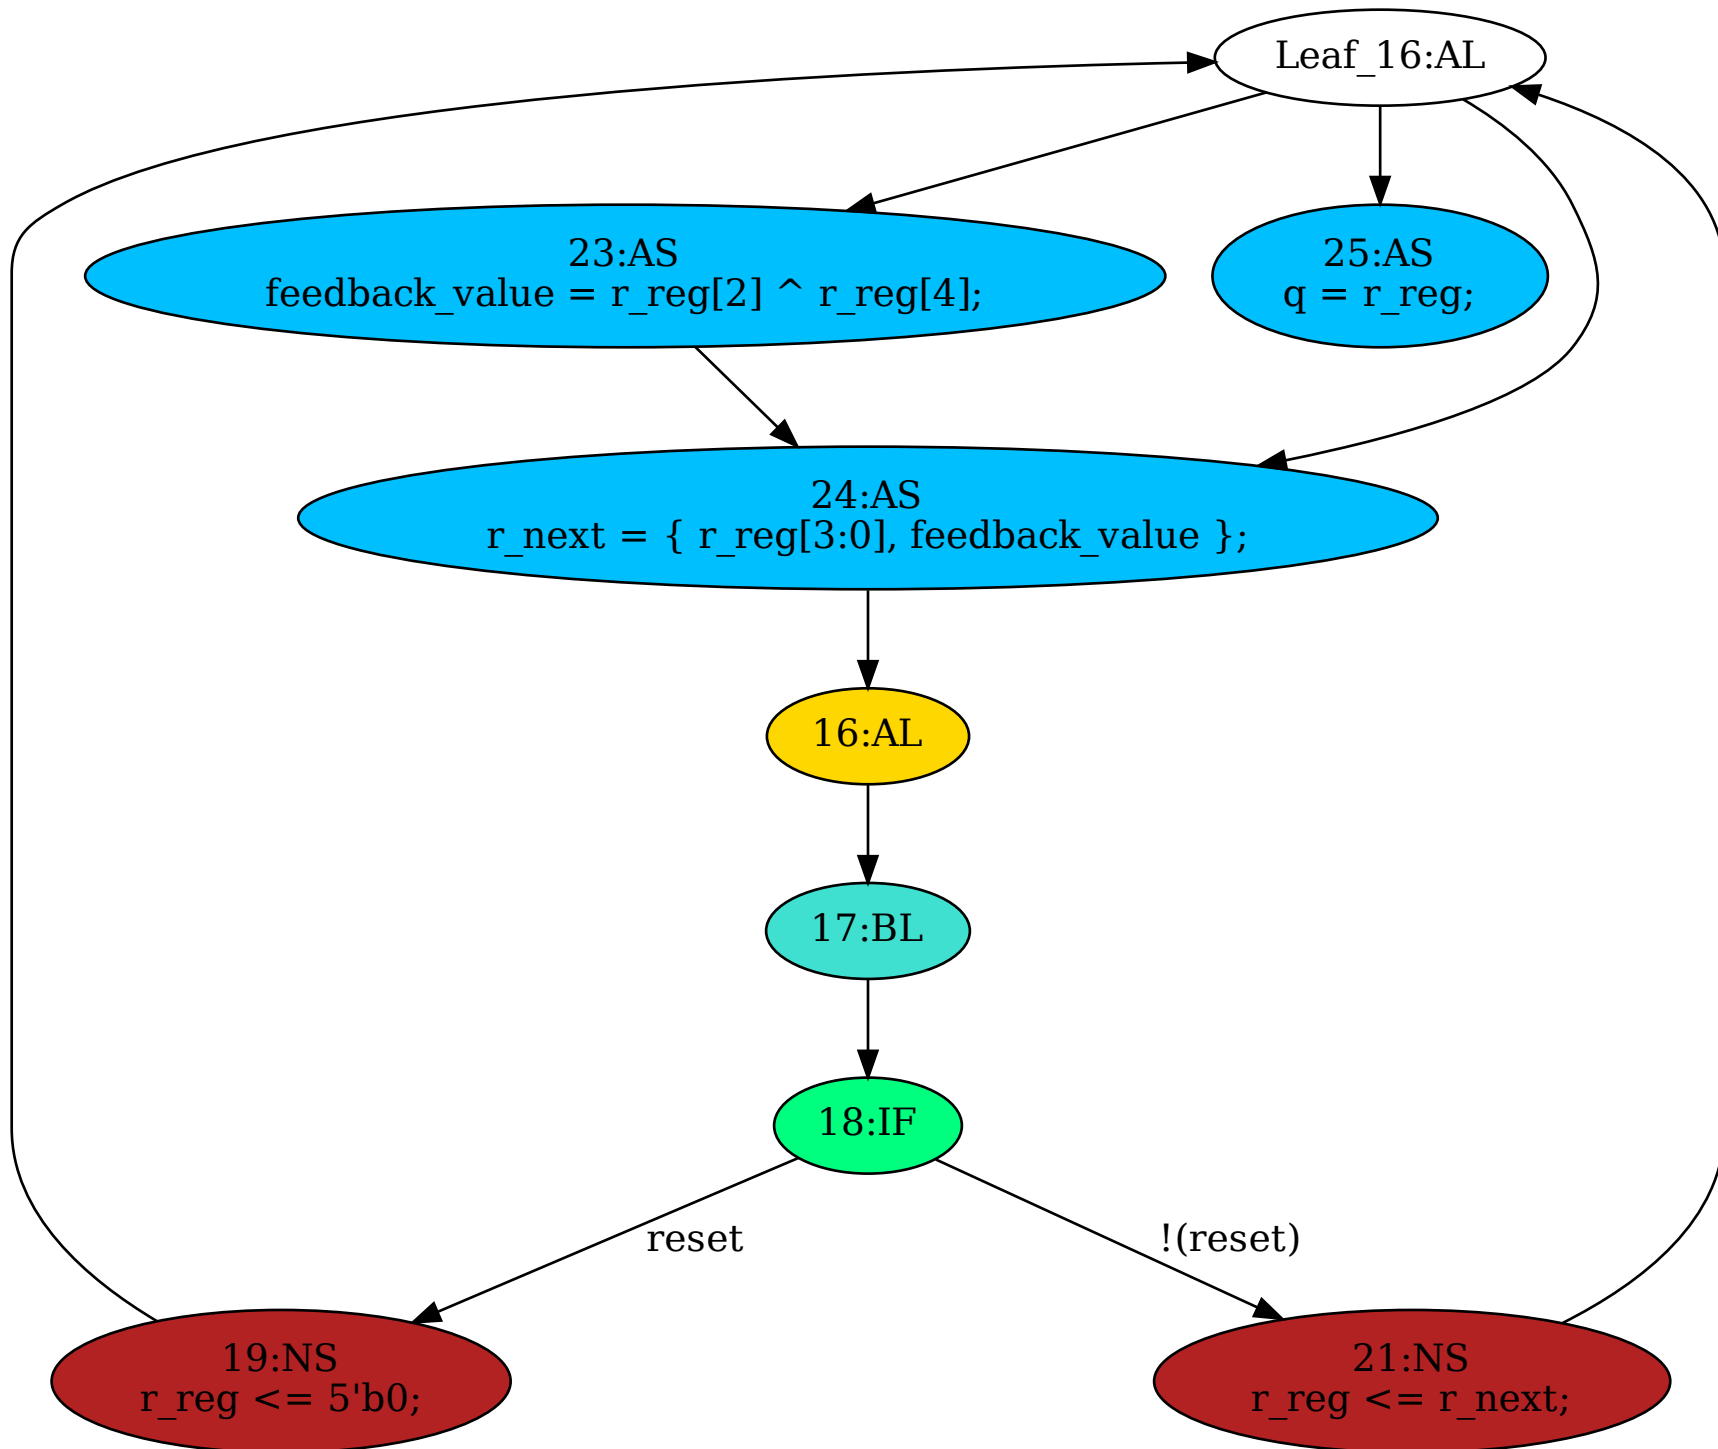 Leaf_16:AL
23:AS
feedback_value = r_reg[2] ^ r_reg[4];
25:AS
q = r_reg;
24:AS
r_next = { r_reg[3:0], feedback_value };
16:AL
17:BL
18:IF
reset
!(reset)
19:NS
r_reg <= 5'b0;
21:NS
r_reg <= r_next;